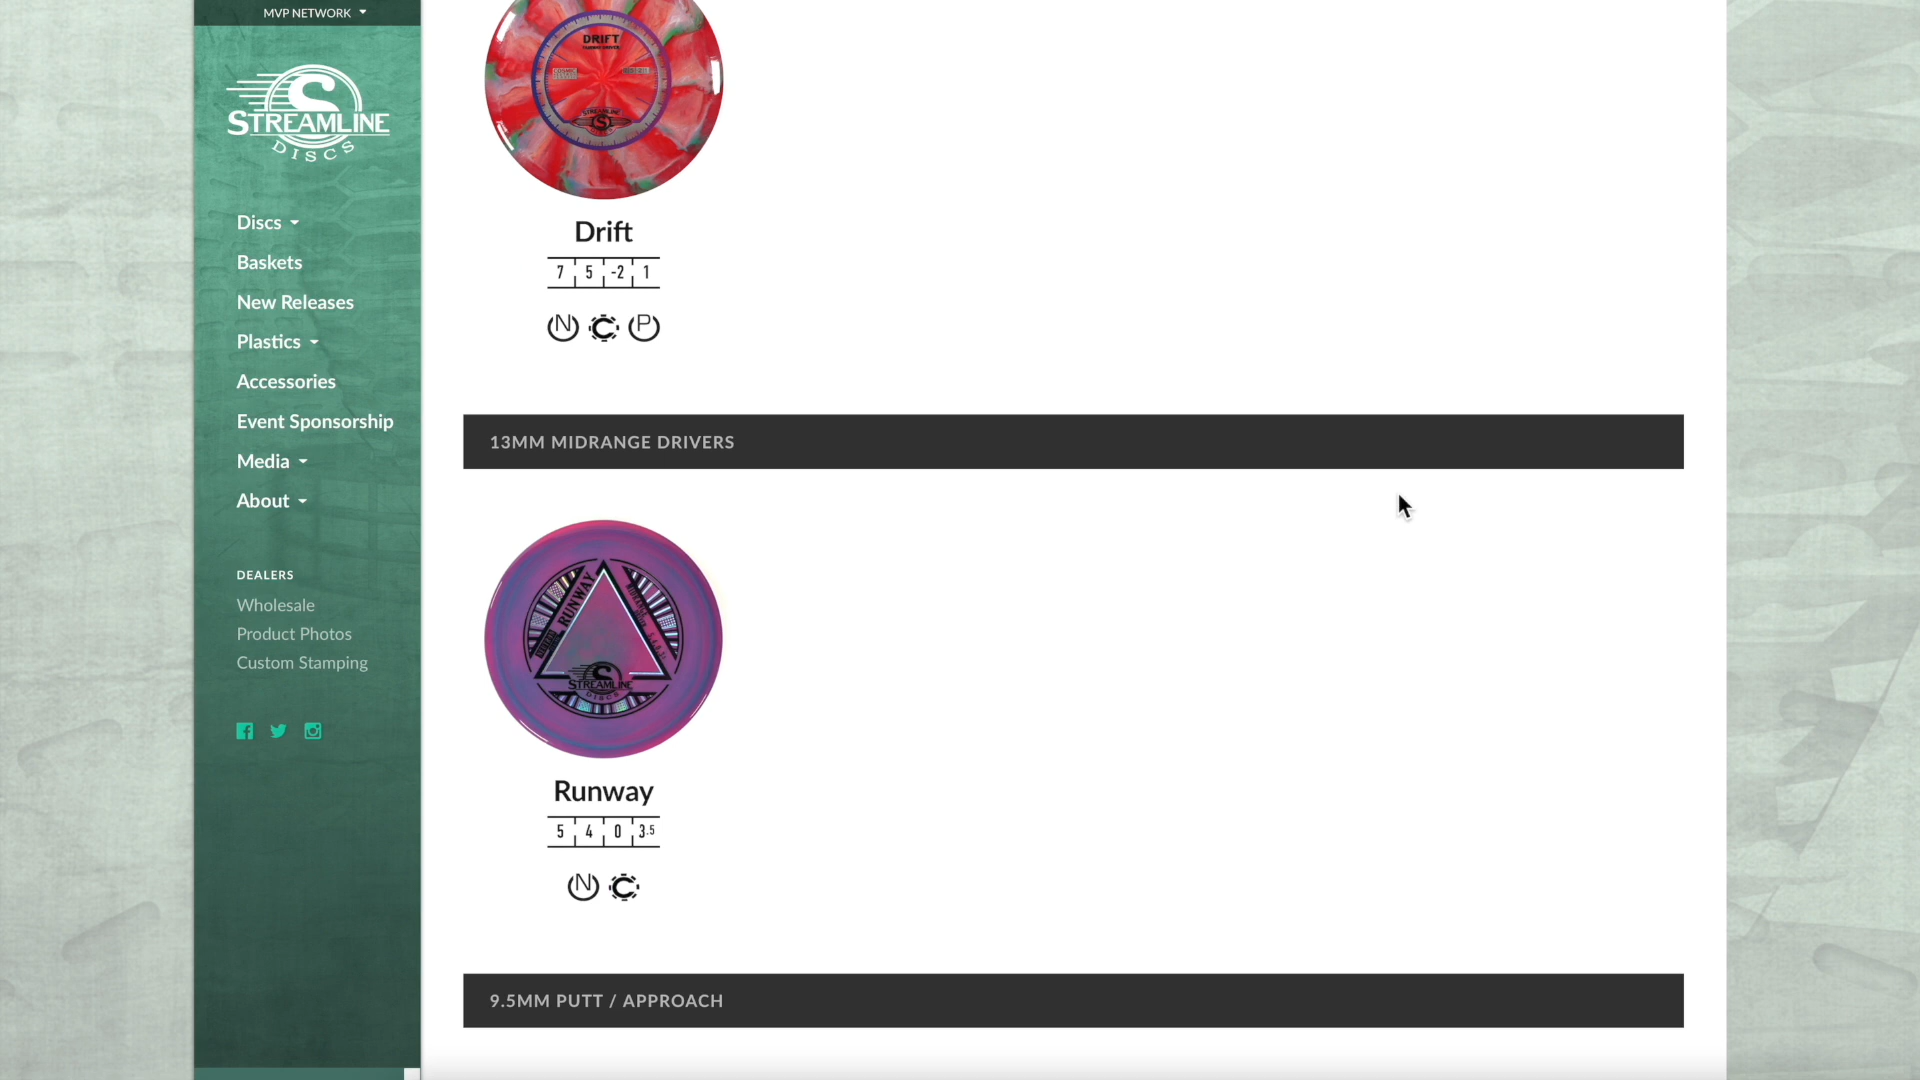 MVP NETWORK
S
STREAMLINE
DISCS
Discs
Baskets
New Releases
Plastics
Accessories
Event Sponsorship
Media
About
DEALERS
Wholesale
Product Photos
Custom Stamping
DRIFT
STREAMLINE
S
Drift
7 5 -2 1
N C P
13MM MIDRANGE DRIVERS
RUNWAY
S
STREAMLINE
DISCS
Runway
5 4 0 3.5
N C
9.5MM PUTT / APPROACH